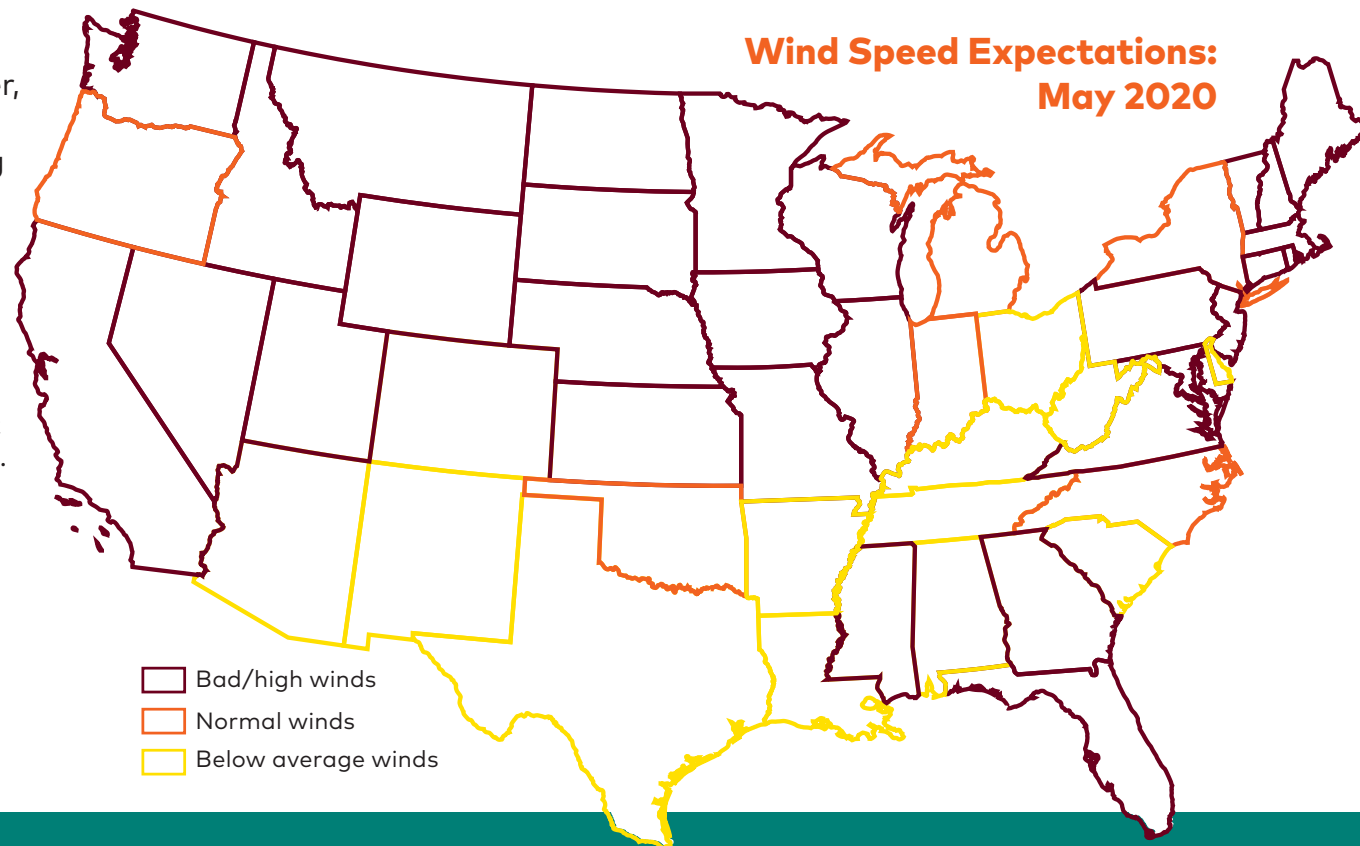 Wind Speed Expectations:
May 2020
Bad/high winds
Normal winds
Below average winds